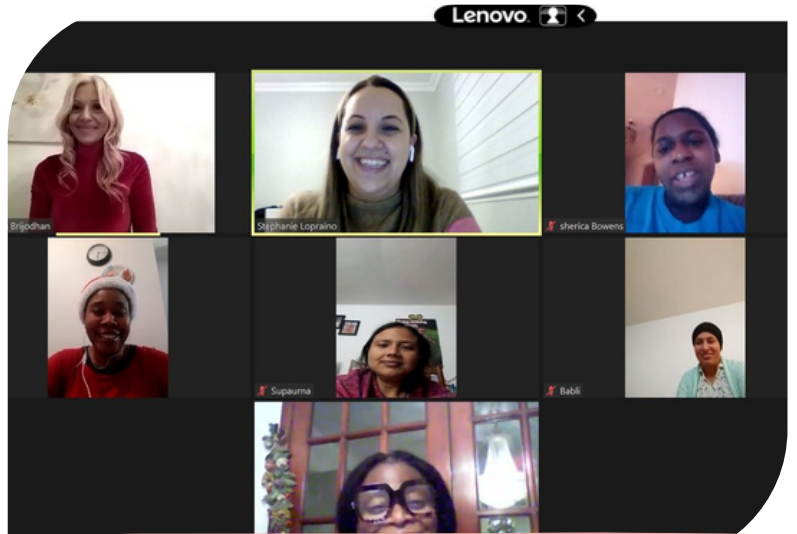 Lenovo
Brijodhan
Stephanie Lopraino
sherica Bowens
Supaurna
Babli